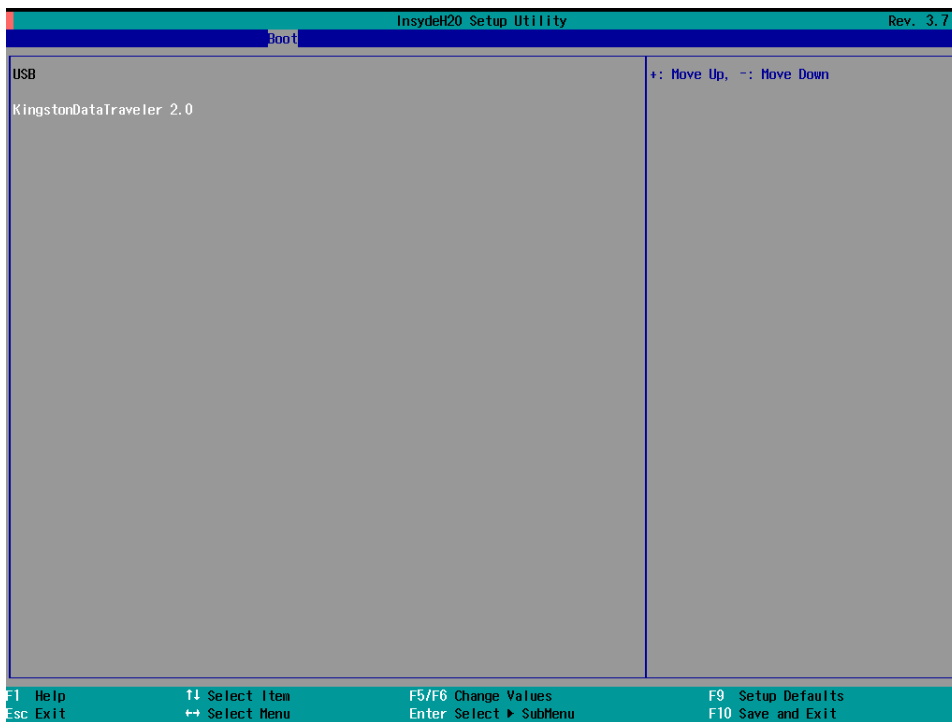 InsydeH20 Setup Utility Rev. 3.7
Boot
USB
+: Move Up, -: Move Down
KingstonDataTraveler 2.0
F1 Help ↑↓ Select Item F5/F6 Change Values F9 Setup Defaults
Esc Exit ↔ Select Menu Enter Select ▶ SubMenu F10 Save and Exit